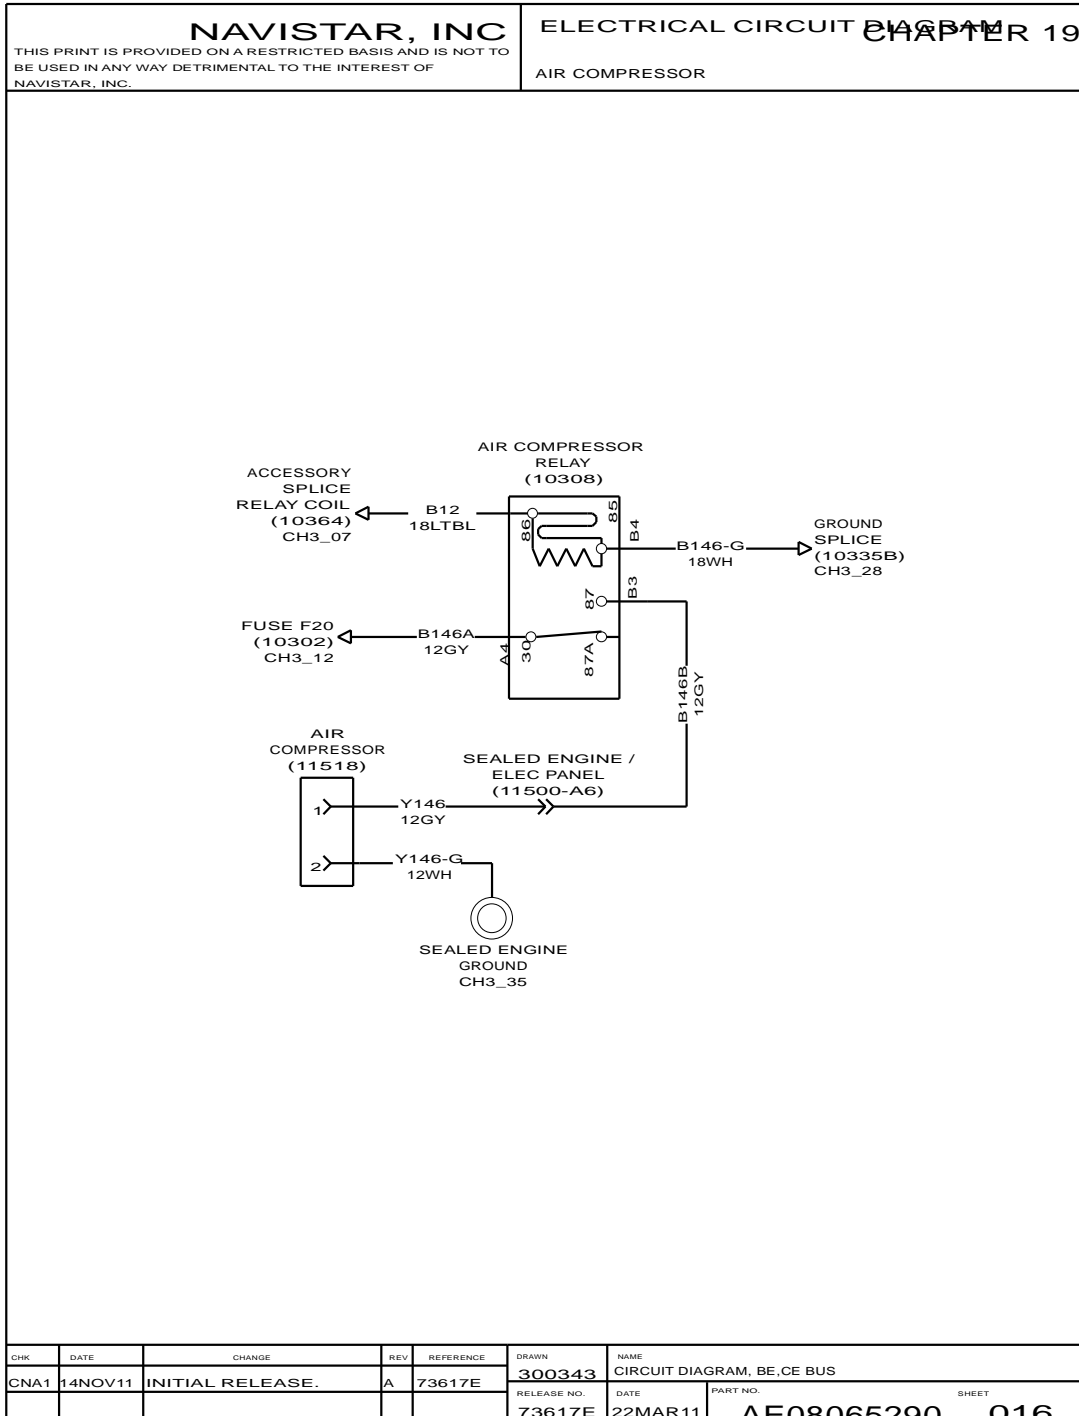 NAVISTAR, INC
THIS PRINT IS PROVIDED ON A RESTRICTED BASIS AND IS NOT TO
BE USED IN ANY WAY DETRIMENTAL TO THE INTEREST OF
NAVISTAR, INC.
ELECTRICAL CIRCUIT DIAGRAM
CHAPTER 19
AIR COMPRESSOR
AIR COMPRESSOR
RELAY
(10308)
ACCESSORY
SPLICE
RELAY COIL
(10364)
CH3_07
B12
18LTBL
86
85
B4
B146-G
18WH
GROUND
SPLICE
(10335B)
CH3_28
87
B3
FUSE F20
(10302)
CH3_12
B146A
12GY
A4
30
87A
B146B
12GY
AIR
COMPRESSOR
(11518)
SEALED ENGINE /
ELEC PANEL
(11500-A6)
1
Y146
12GY
2
Y146-G
12WH
SEALED ENGINE
GROUND
CH3_35
CHK DATE CHANGE REV REFERENCE
CNA1 14NOV11 INITIAL RELEASE. A 73617E
DRAWN
300343
NAME
CIRCUIT DIAGRAM, BE,CE BUS
RELEASE NO.
73617E
DATE
22MAR11
PART NO.
AE08065290
SHEET
016